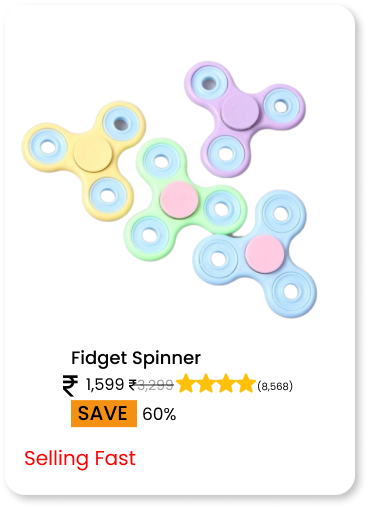 Fidget Spinner
₹ 1,599 ₹3,299 (8,568)
SAVE 60%
Selling Fast